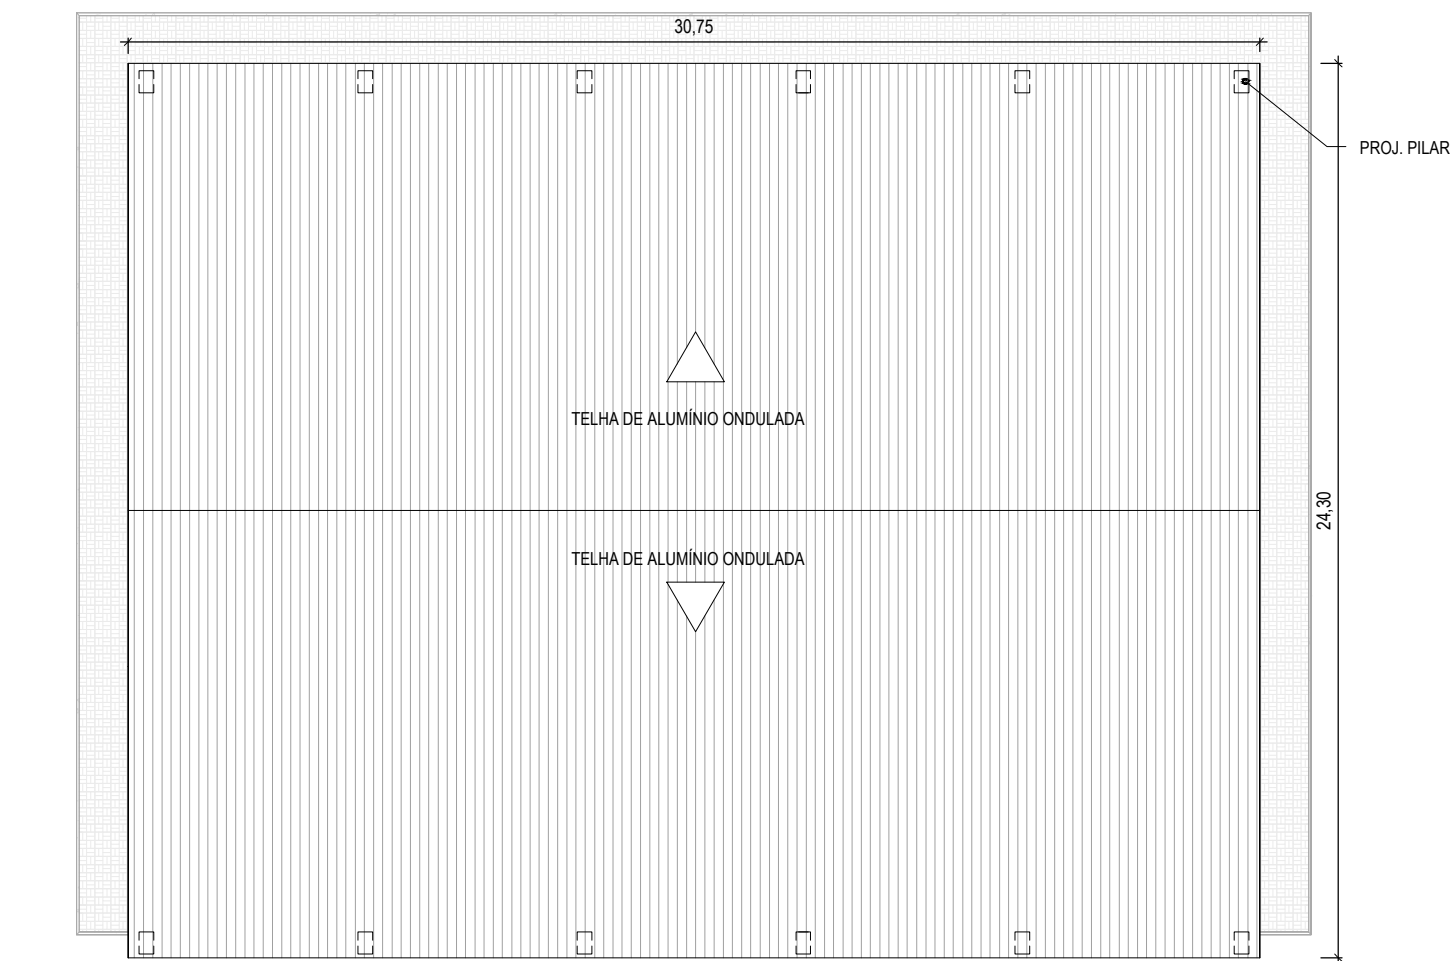 30,75
PROJ. PILAR
TELHA DE ALUMÍNIO ONDULADA
24,30
TELHA DE ALUMÍNIO ONDULADA